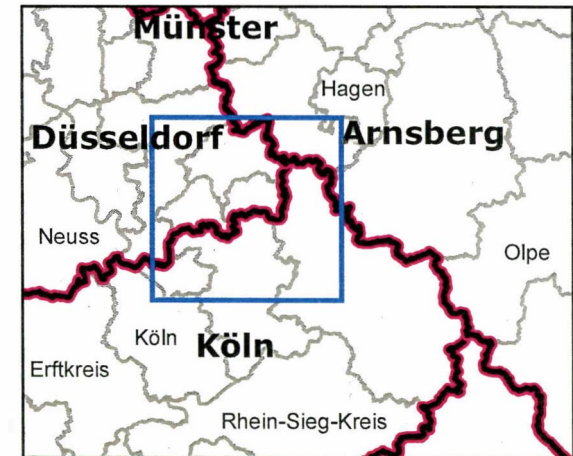 Münster
Hagen
Düsseldorf
Arnsberg
Neuss
Olpe
Köln
Köln
Erftkreis
Rhein-Sieg-Kreis